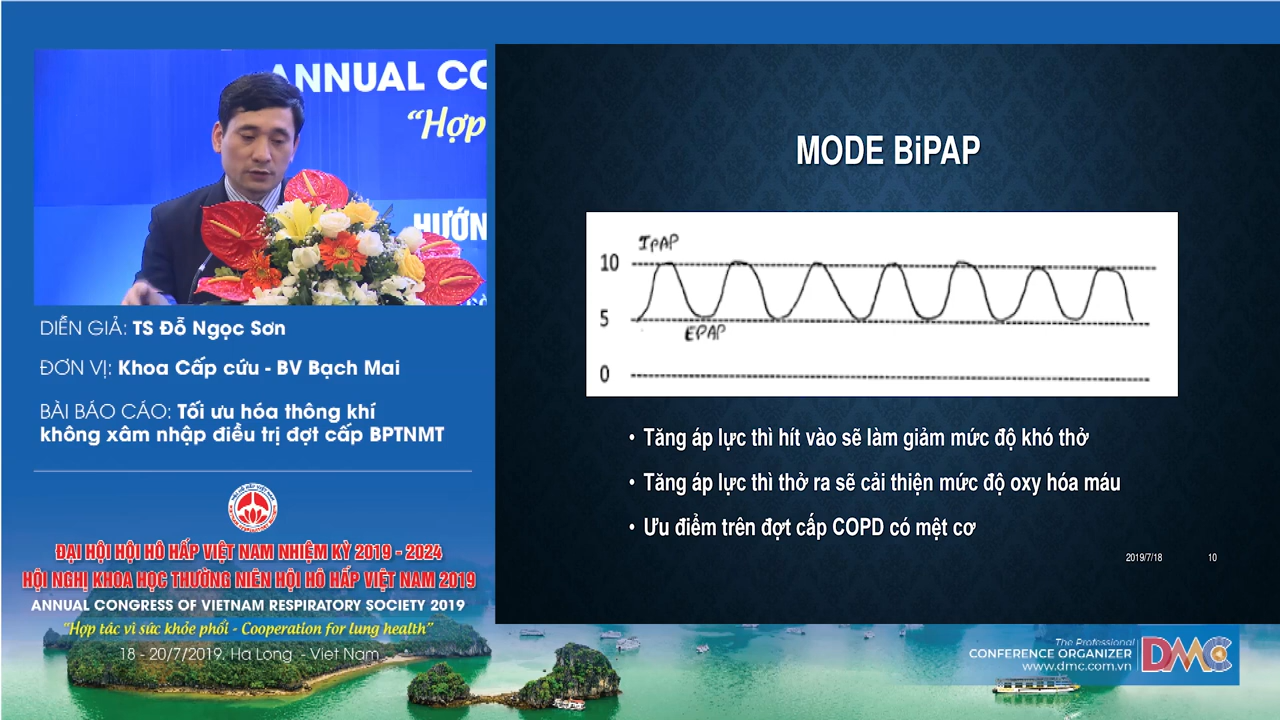 ANNUAL CO
“Hợp
HƯỚN
DIỄN GIẢ: TS Đỗ Ngọc Sơn
ĐƠN VỊ: Khoa Cấp cứu - BV Bạch Mai
BÀI BÁO CÁO: Tối ưu hóa thông khí
không xâm nhập điều trị đợt cấp BPTNMT
ĐẠI HỘI HỘI HÔ HẤP VIỆT NAM NHIỆM KỲ 2019 - 2024
HỘI NGHỊ KHOA HỌC THƯỜNG NIÊN HỘI HÔ HẤP VIỆT NAM 2019
ANNUAL CONGRESS OF VIETNAM RESPIRATORY SOCIETY 2019
“Hợp tác vì sức khỏe phổi - Cooperation for lung health”
18 - 20/7/2019. Ha Long - Viet Nam
MODE BiPAP
IPAP
10
5
EPAP
0
• Tăng áp lực thì hít vào sẽ làm giảm mức độ khó thở
• Tăng áp lực thì thở ra sẽ cải thiện mức độ oxy hóa máu
• Ưu điểm trên đợt cấp COPD có mệt cơ
2019/7/18 10
The Professional
CONFERENCE ORGANIZER
www.dmc.com.vn
DMC